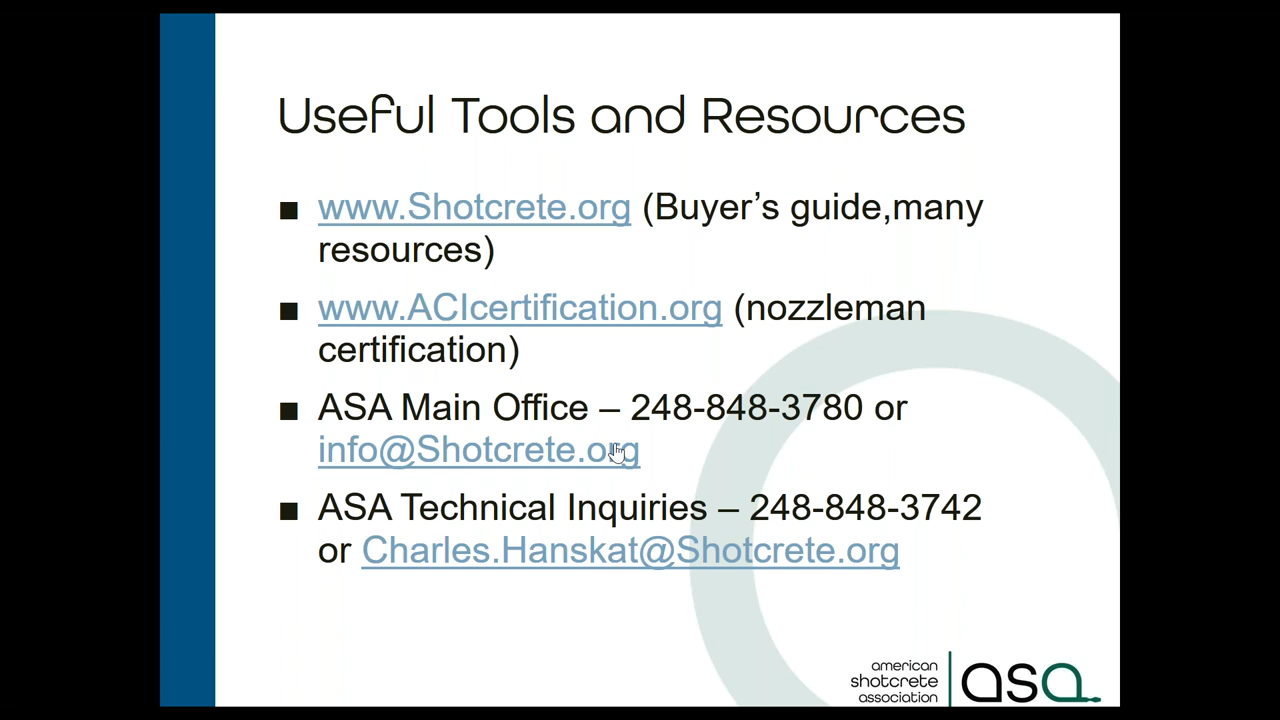 Useful Tools and Resources
■ www.Shotcrete.org (Buyer's guide,many
resources)
■ www.ACIcertification.org (nozzleman
certification)
■ ASA Main Office – 248-848-3780 or
info@Shotcrete.org
■ ASA Technical Inquiries – 248-848-3742
or Charles.Hanskat@Shotcrete.org
american
shotcrete
association
asa